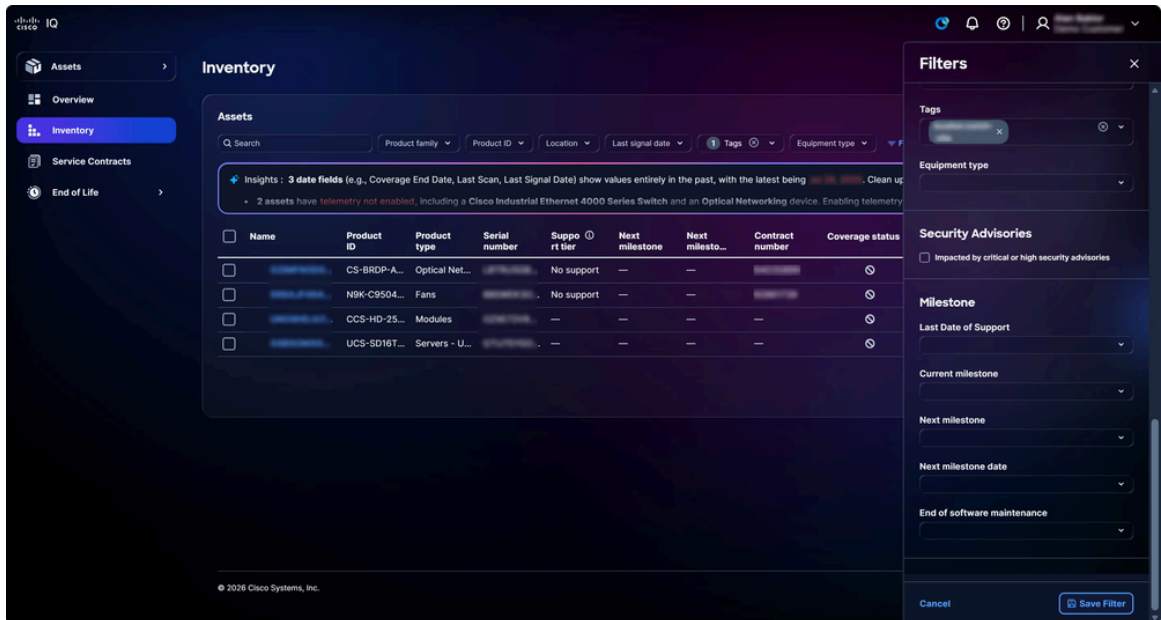 cisco IQ
Assets
Overview
Inventory
Service Contracts
End of Life
Inventory
Assets
Search
Product family
Product ID
Location
Last signal date
1 Tags
Equipment type
F
Insights : 3 date fields (e.g., Coverage End Date, Last Scan, Last Signal Date) show values entirely in the past, with the latest being . Clean up
• 2 assets have telemetry not enabled, including a Cisco Industrial Ethernet 4000 Series Switch and an Optical Networking device. Enabling telemetry
Name Product ID Product type Serial number Suppo rt tier Next milestone Next milesto... Contract number Coverage status
CS-BRDP-A... Optical Net... No support — —
N9K-C9504... Fans No support — —
CCS-HD-25... Modules — — — —
UCS-SD16T... Servers - U... — — — —
© 2026 Cisco Systems, Inc.
Filters
Tags
Equipment type
Security Advisories
Impacted by critical or high security advisories
Milestone
Last Date of Support
Current milestone
Next milestone
Next milestone date
End of software maintenance
Cancel
Save Filter